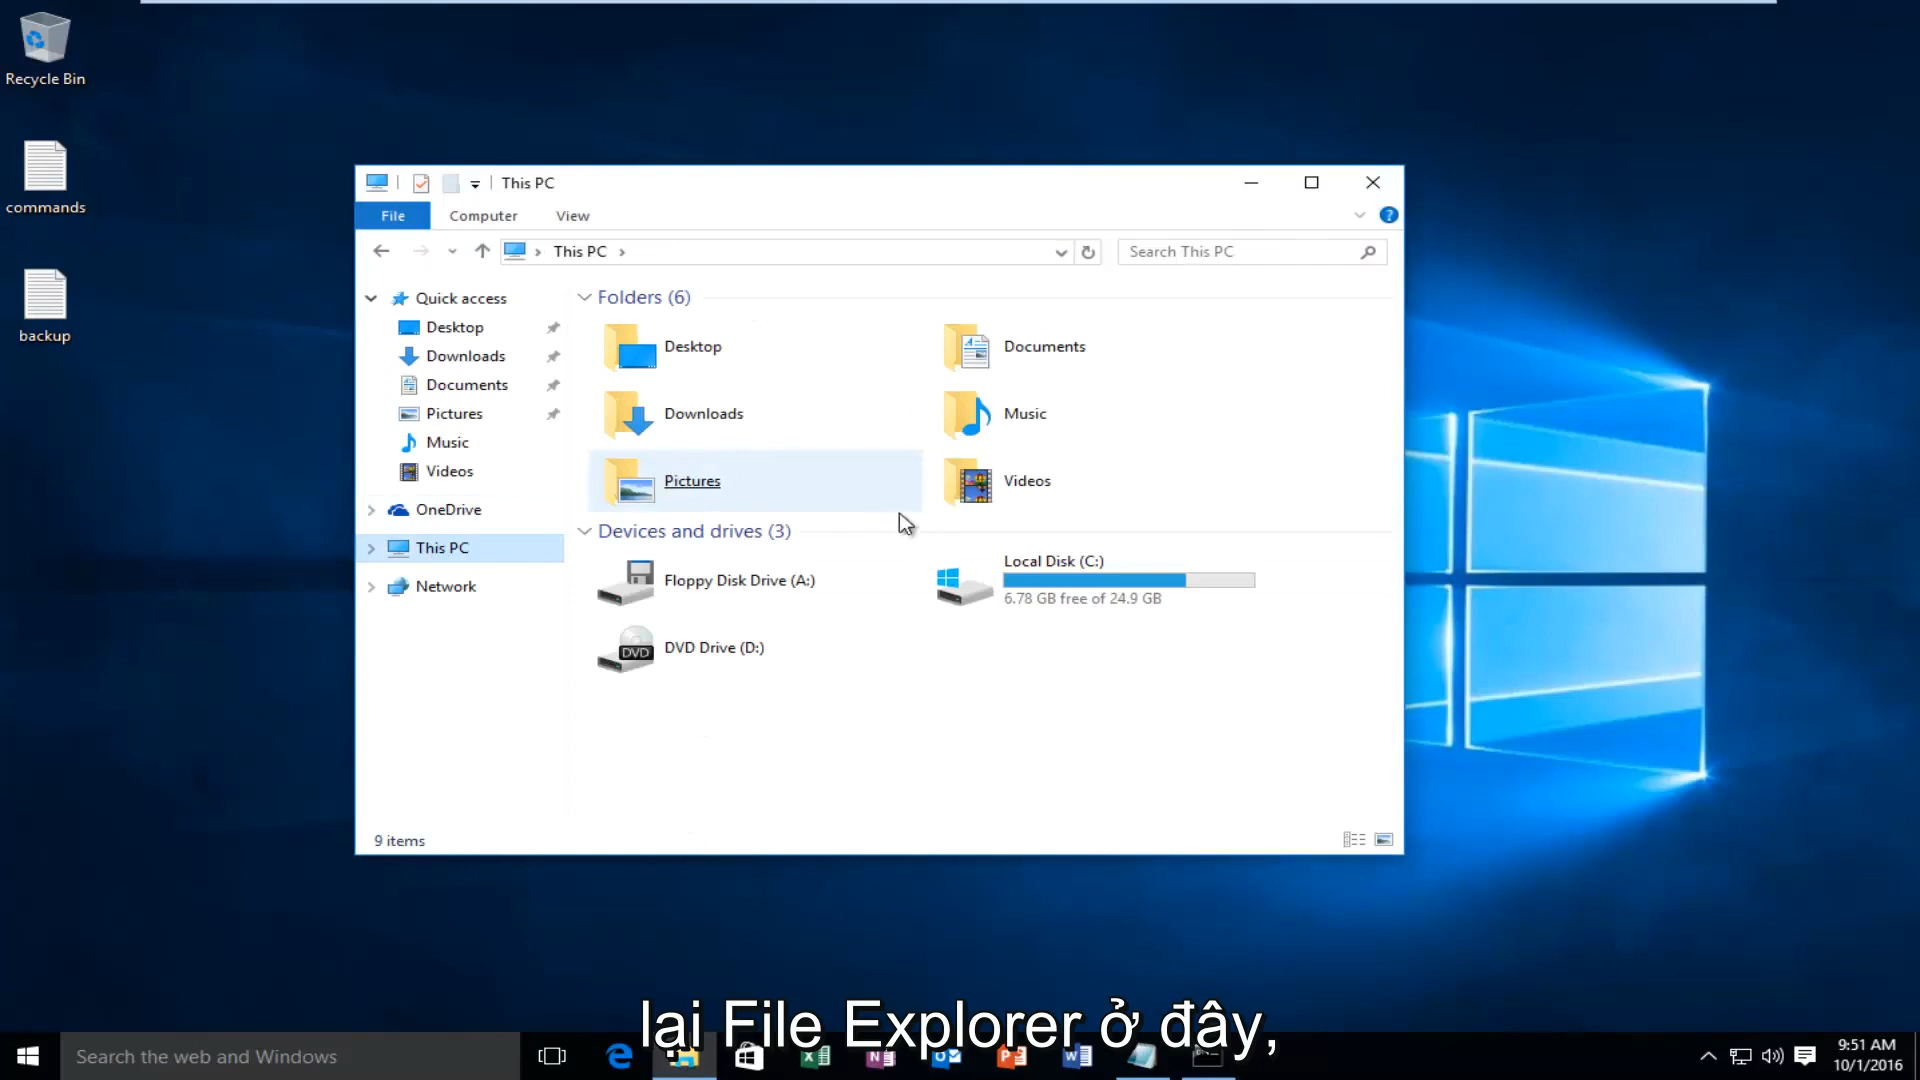 Recycle Bin
commands
backup
This PC
File
Computer
View
This PC
Search This PC
Quick access
Desktop
Downloads
Documents
Pictures
Music
Videos
OneDrive
This PC
Network
Folders (6)
Desktop
Documents
Downloads
Music
Pictures
Videos
Devices and drives (3)
Floppy Disk Drive (A:)
Local Disk (C:)
6.78 GB free of 24.9 GB
DVD
DVD Drive (D:)
9 items
lại File Explorer ở đây,
Search the web and Windows
9:51 AM
10/1/2016